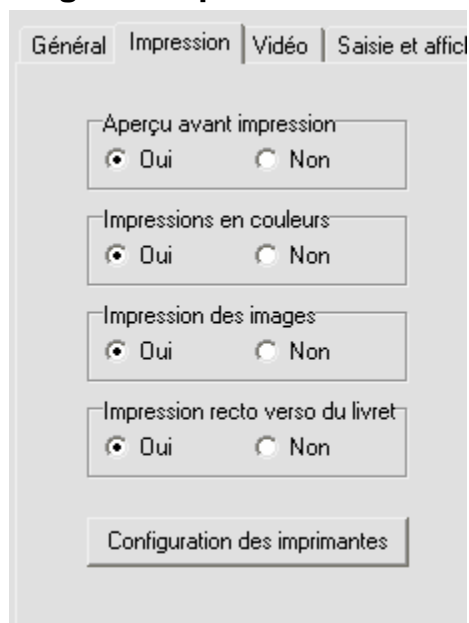 Général Impression Vidéo Saisie et affich
Aperçu avant impression
Oui Non
Impressions en couleurs
Oui Non
Impression des images
Oui Non
Impression recto verso du livret
Oui Non
Configuration des imprimantes